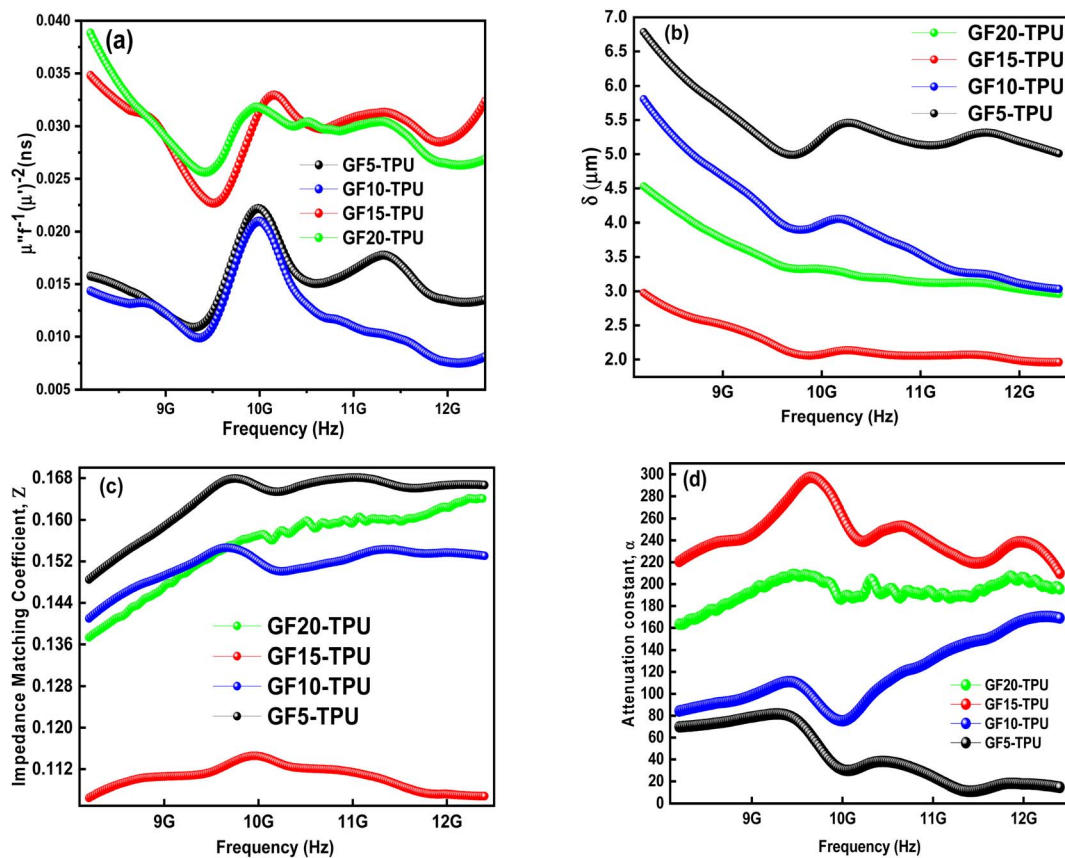 (a)
μ"f⁻¹(μ')⁻²(ns)
0.040
0.035
0.030
0.025
0.020
0.015
0.010
0.005
GF5-TPU
GF10-TPU
GF15-TPU
GF20-TPU
9G 10G 11G 12G
Frequency (Hz)
(b)
δ (μm)
7.0
6.5
6.0
5.5
5.0
4.5
4.0
3.5
3.0
2.5
2.0
GF20-TPU
GF15-TPU
GF10-TPU
GF5-TPU
9G 10G 11G 12G
Frequency (Hz)
(c)
Impedance Matching Coefficient, Z
0.168
0.160
0.152
0.144
0.136
0.128
0.120
0.112
GF20-TPU
GF15-TPU
GF10-TPU
GF5-TPU
9G 10G 11G 12G
Frequency (Hz)
(d)
Attenuation constant, α
300
280
260
240
220
200
180
160
140
120
100
80
60
40
20
0
GF20-TPU
GF15-TPU
GF10-TPU
GF5-TPU
9G 10G 11G 12G
Frequency (Hz)